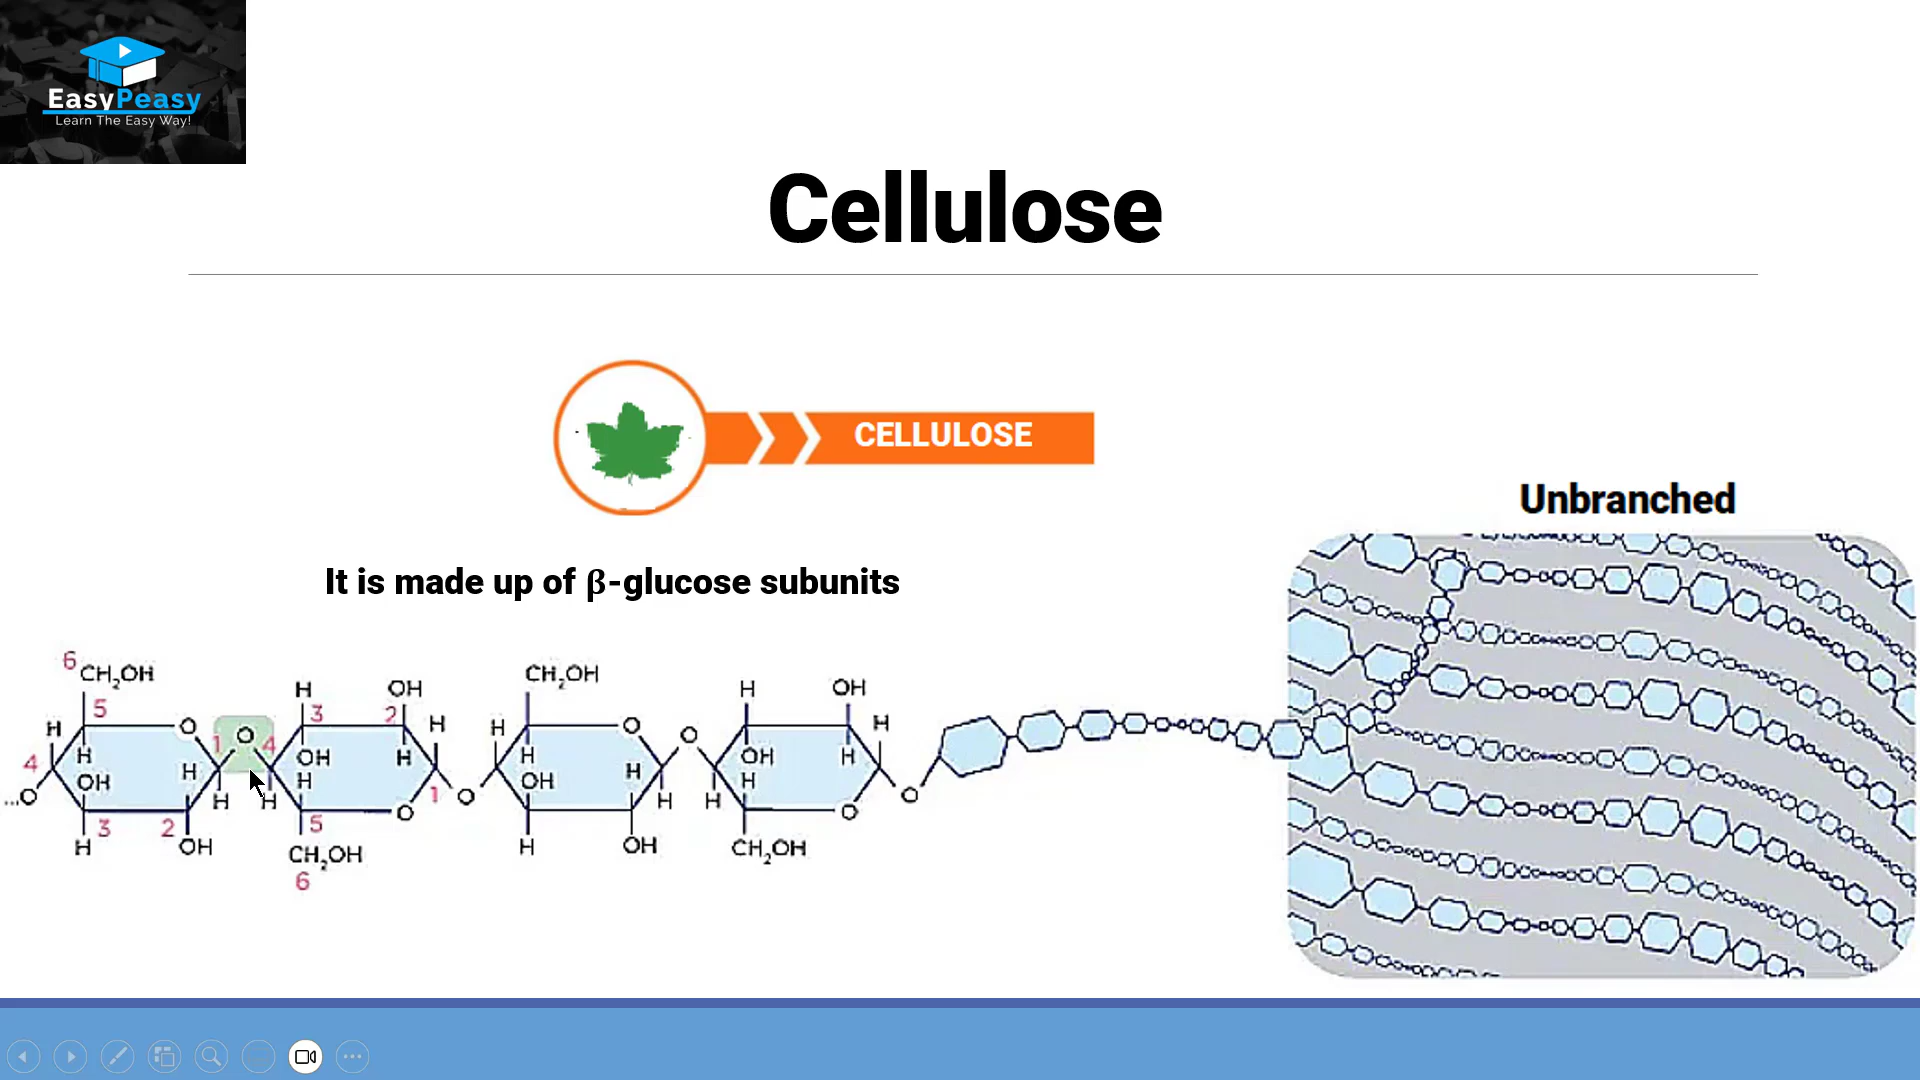 EasyPeasy
Learn The Easy Way!
Cellulose
CELLULOSE
Unbranched
It is made up of β-glucose subunits
6 CH₂OH CH₂OH
H OH H OH
5 3 2
H O 1 O 4 H H O O H
H OH H H OH H
4 H H H H
OH H OH H
...O H H O 1 O H H O O
3 2 5
H OH CH₂OH H OH CH₂OH
6